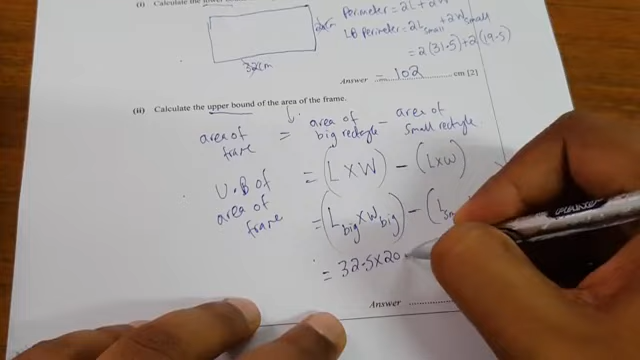 (i) Calculate the lower
Perimeter = 2L + 2W
LB Perimeter = 2L small + 2W small
= 2(31.5) + 2(19.5)
32cm
Answer = 102 cm [2]
(ii) Calculate the upper bound of the area of the frame.
area of frame = area of big rectgle - area of small rectgle
U.B of area of frame = (L x W) - (L x W)
= (L big x W big) - (L sm
= 32.5 x 20.
Answer